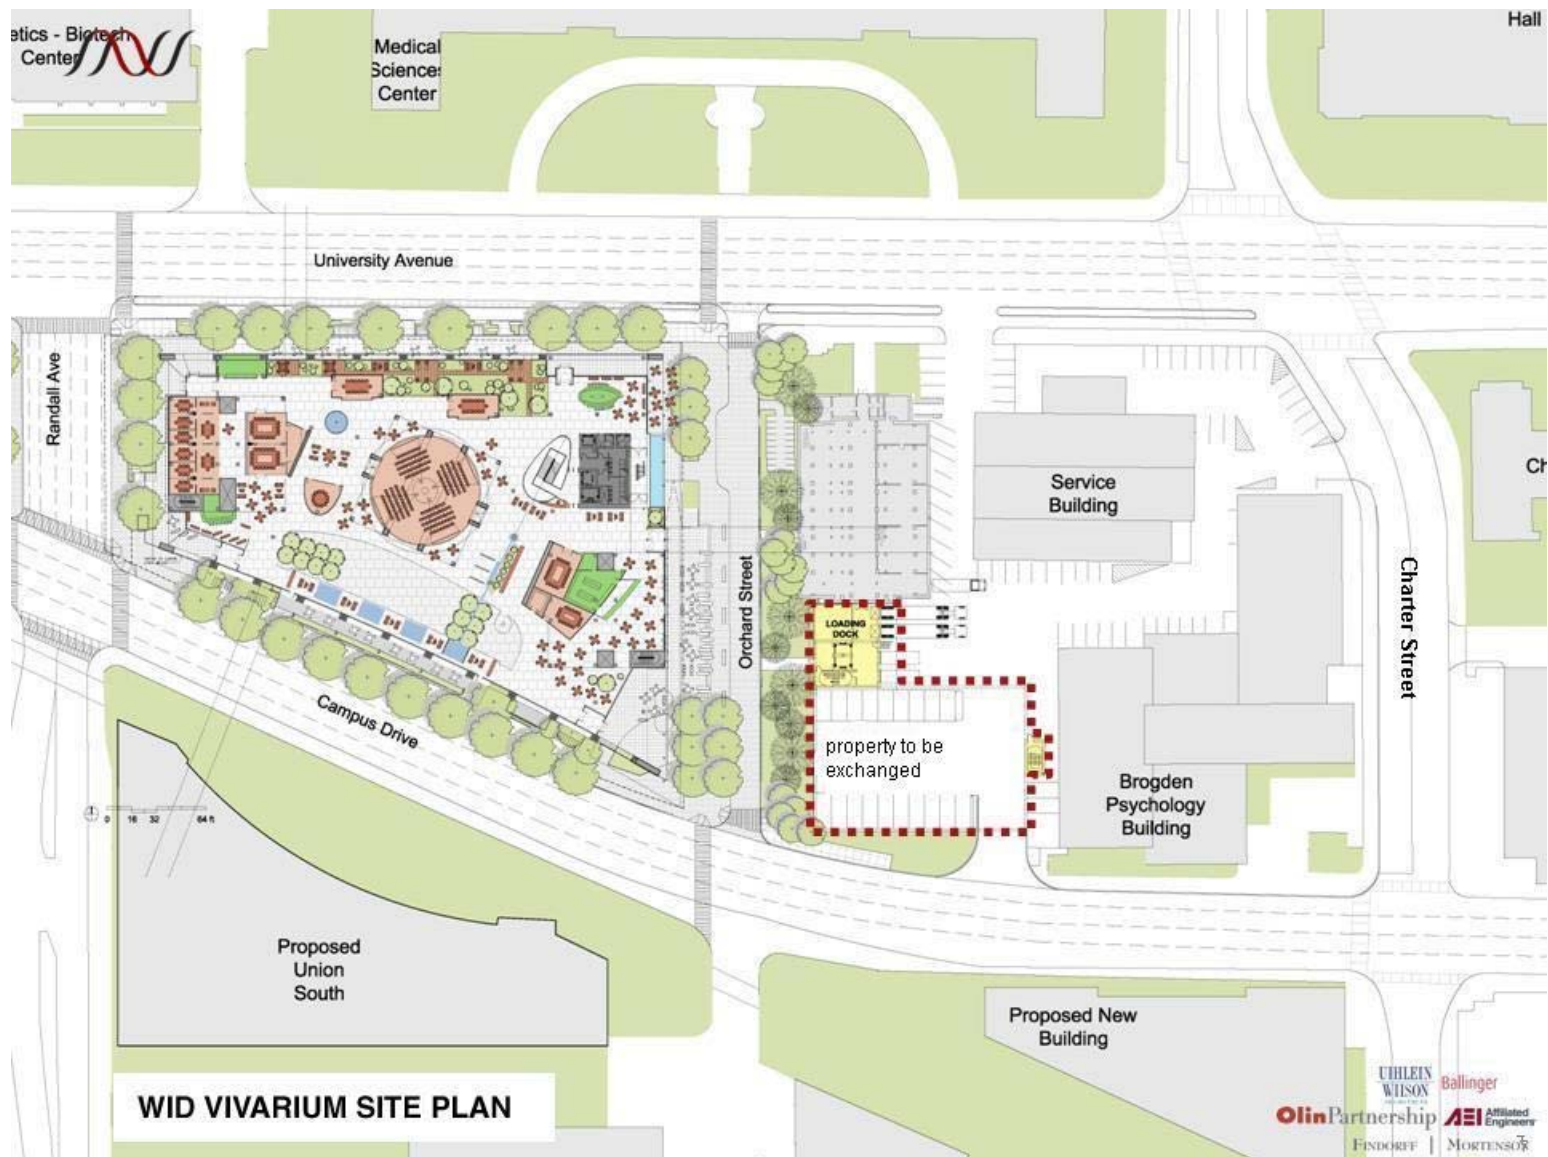 etics - Biotech
Center
Medical
Sciences
Center
Hall
University Avenue
Randall Ave
Service
Building
Ch
Orchard Street
LOADING
DOCK
Charter Street
Campus Drive
property to be
exchanged
Brogden
Psychology
Building
0 16 32 64 ft
Proposed
Union
South
Proposed New
Building
WID VIVARIUM SITE PLAN
UIHLEIN
WILSON
Ballinger
OlinPartnership
AEI Affiliated
Engineers
FINDORFF | MORTENSON